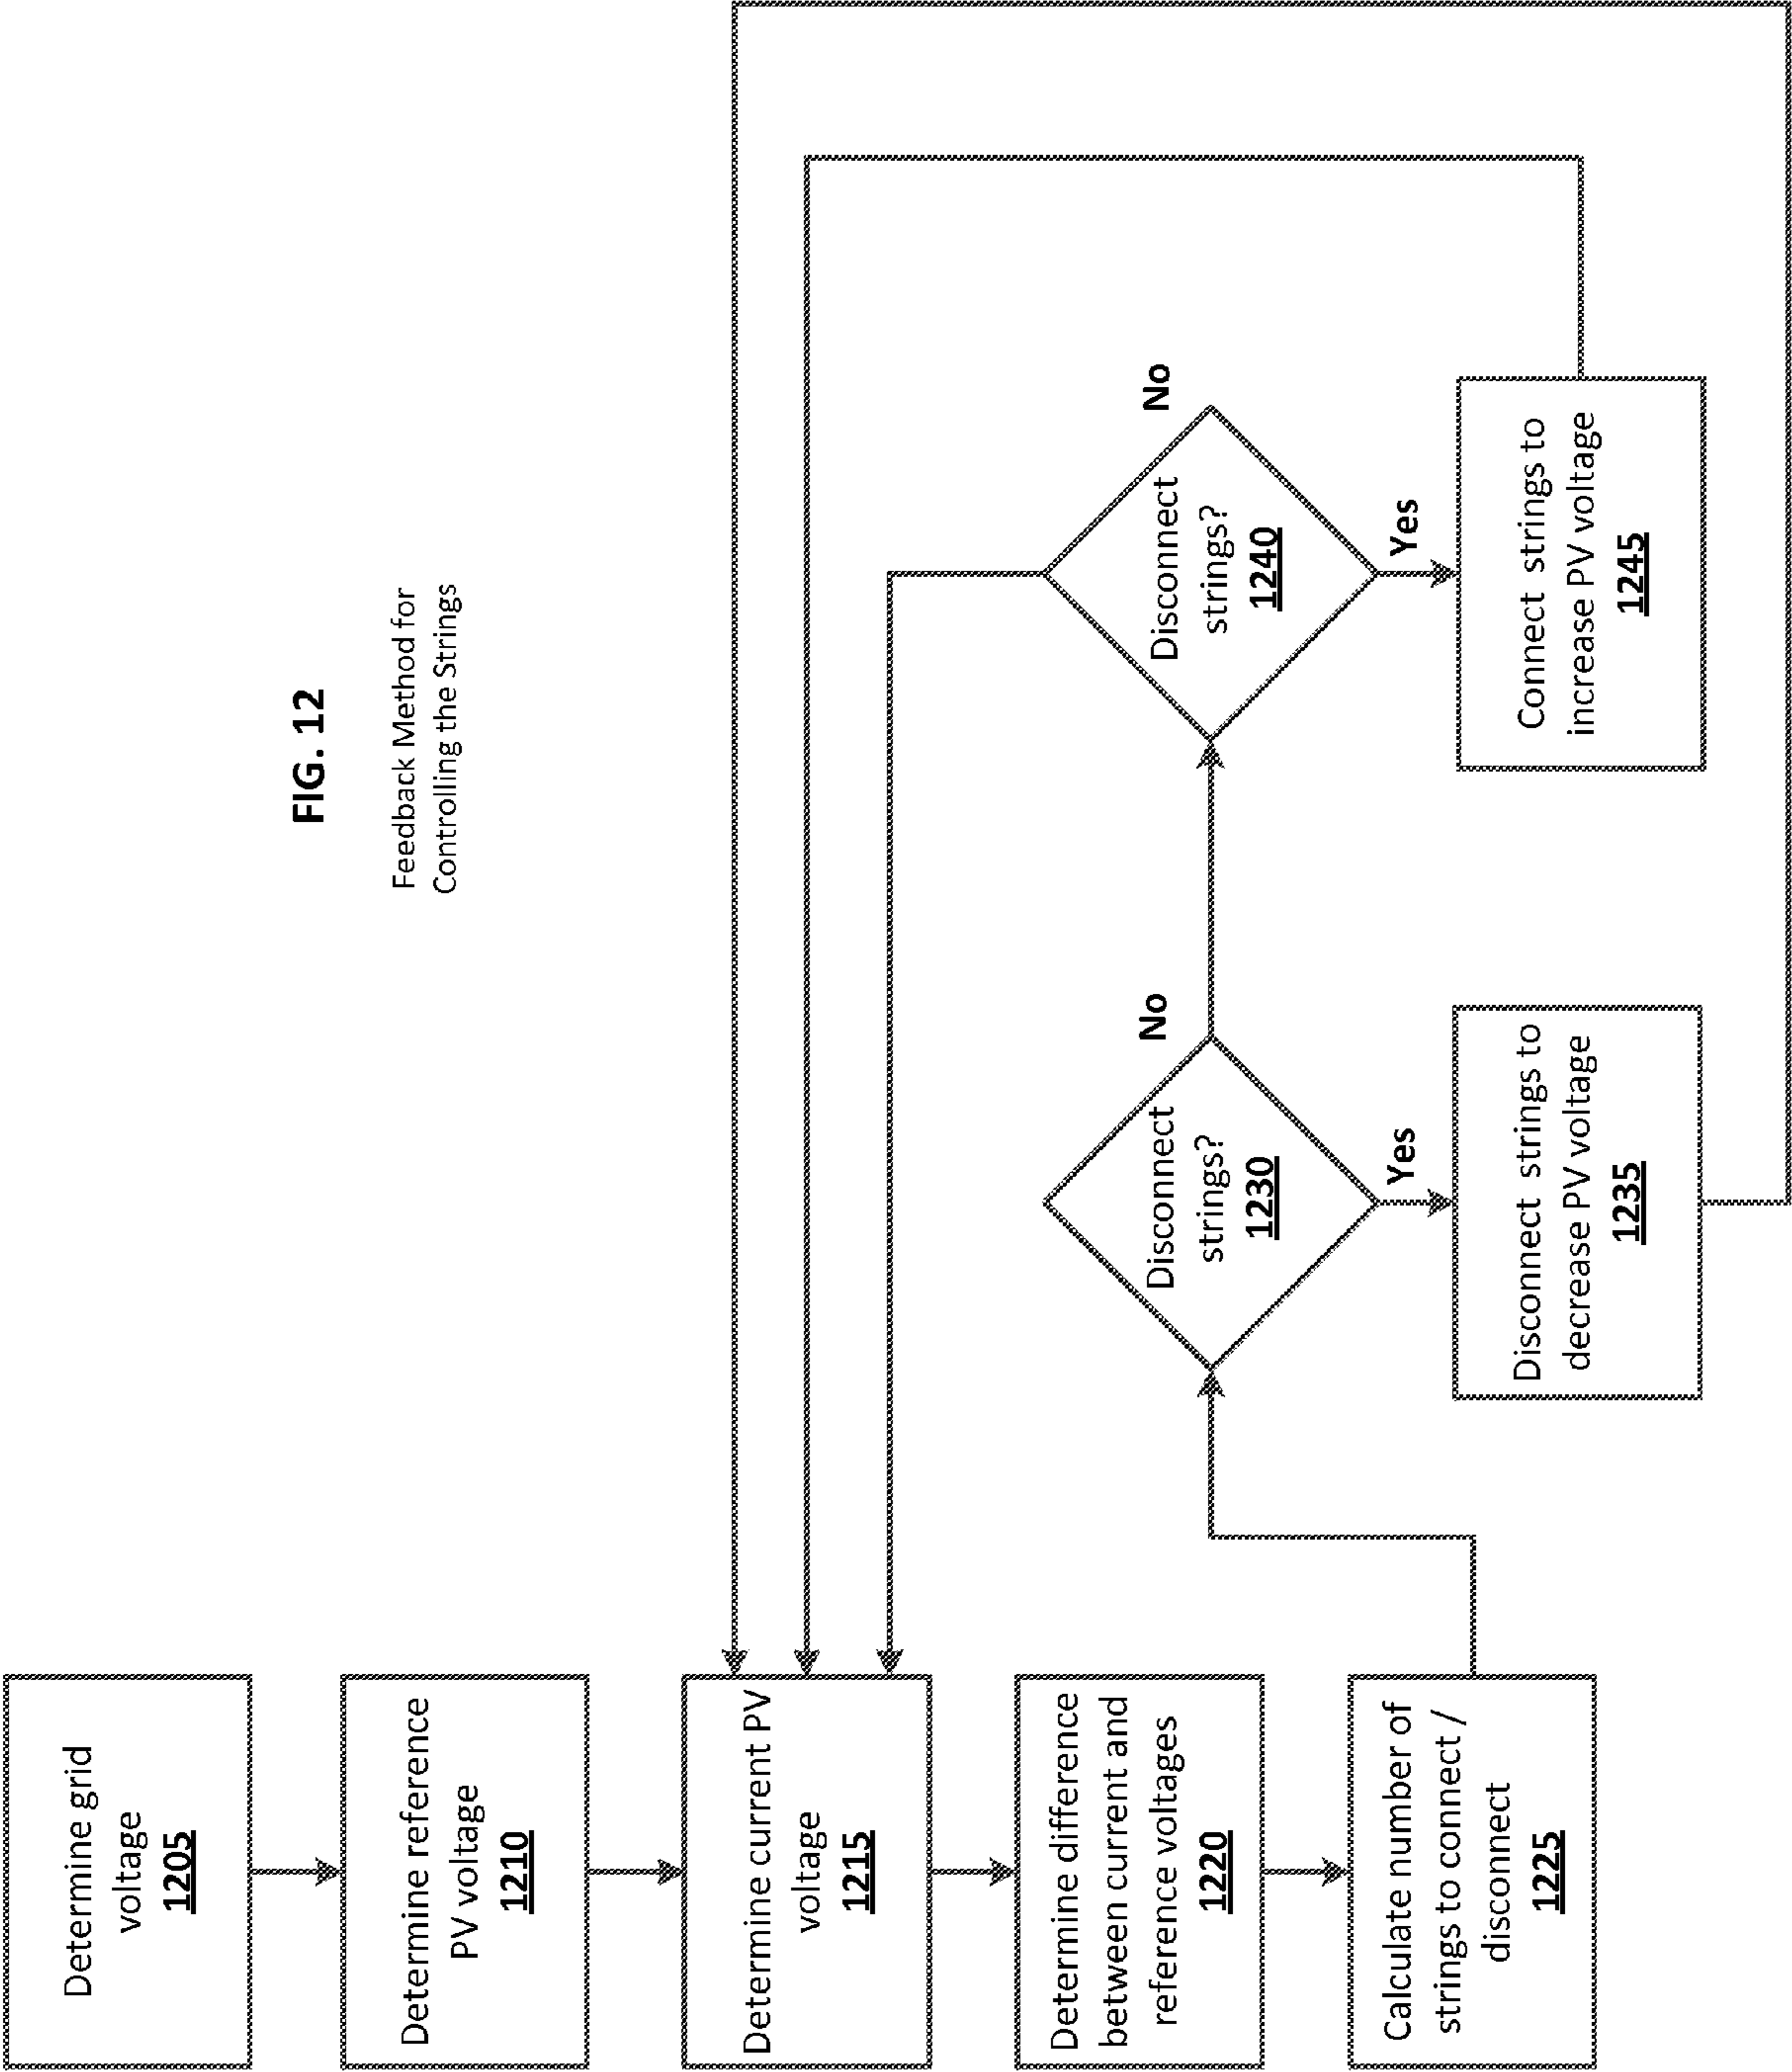 FIG. 12
Feedback Method for
Controlling the Strings
Determine grid
voltage
1205
Determine reference
PV voltage
1210
Determine current PV
voltage
1215
Determine difference
between current and
reference voltages
1220
Calculate number of
strings to connect /
disconnect
1225
Disconnect
strings?
1230
No
Yes
Disconnect strings to
decrease PV voltage
1235
Disconnect
strings?
1240
No
Yes
Connect strings to
increase PV voltage
1245